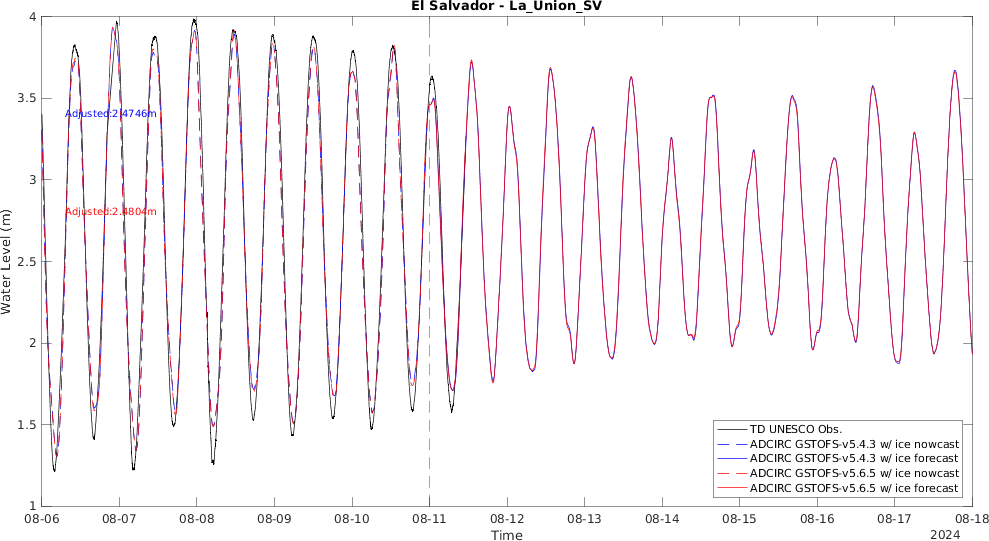 El Salvador - La_Union_SV
4
3.5
3
2.5
2
1.5
1
Water Level (m)
Adjusted:2.4746m
Adjusted:2.4804m
TD UNESCO Obs.
ADCIRC GSTOFS-v5.4.3 w/ ice nowcast
ADCIRC GSTOFS-v5.4.3 w/ ice forecast
ADCIRC GSTOFS-v5.6.5 w/ ice nowcast
ADCIRC GSTOFS-v5.6.5 w/ ice forecast
08-06 08-07 08-08 08-09 08-10 08-11 08-12 08-13 08-14 08-15 08-16 08-17 08-18
Time
2024